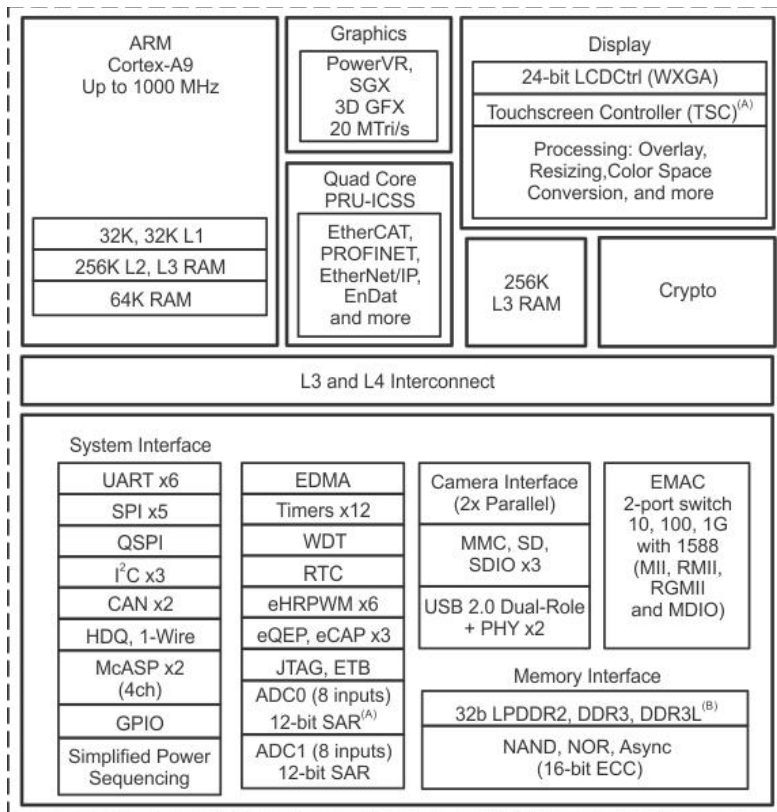 ARM
Cortex-A9
Up to 1000 MHz
32K, 32K L1
256K L2, L3 RAM
64K RAM
Graphics
PowerVR,
SGX
3D GFX
20 MTri/s
Quad Core
PRU-ICSS
EtherCAT,
PROFINET,
EtherNet/IP,
EnDat
and more
Display
24-bit LCDCtrl (WXGA)
Touchscreen Controller (TSC)(A)
Processing: Overlay,
Resizing,Color Space
Conversion, and more
256K
L3 RAM
Crypto
L3 and L4 Interconnect
System Interface
UART x6
SPI x5
QSPI
I2C x3
CAN x2
HDQ, 1-Wire
McASP x2
(4ch)
GPIO
Simplified Power
Sequencing
EDMA
Timers x12
WDT
RTC
eHRPWM x6
eQEP, eCAP x3
JTAG, ETB
ADC0 (8 inputs)
12-bit SAR(A)
ADC1 (8 inputs)
12-bit SAR
Camera Interface
(2x Parallel)
MMC, SD,
SDIO x3
USB 2.0 Dual-Role
+ PHY x2
EMAC
2-port switch
10, 100, 1G
with 1588
(MII, RMII,
RGMII
and MDIO)
Memory Interface
32b LPDDR2, DDR3, DDR3L(B)
NAND, NOR, Async
(16-bit ECC)